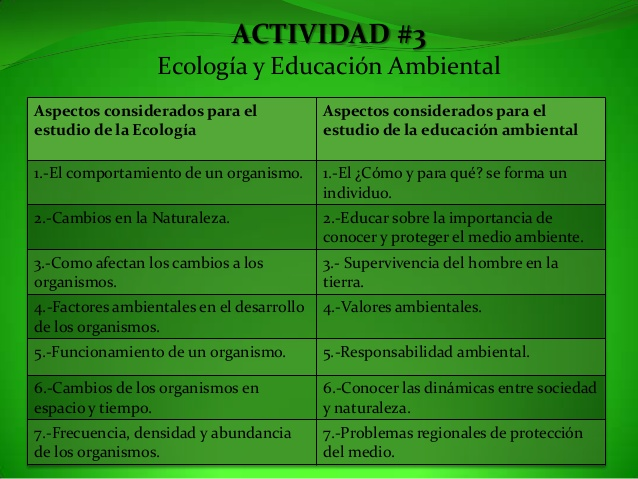 ACTIVIDAD #3
Ecología y Educación Ambiental
Aspectos considerados para el
estudio de la Ecología
Aspectos considerados para el
estudio de la educación ambiental
1.-El comportamiento de un organismo.
1.-El ¿Cómo y para qué? se forma un
individuo.
2.-Cambios en la Naturaleza.
2.-Educar sobre la importancia de
conocer y proteger el medio ambiente.
3.-Como afectan los cambios a los
organismos.
3.- Supervivencia del hombre en la
tierra.
4.-Factores ambientales en el desarrollo
de los organismos.
4.-Valores ambientales.
5.-Funcionamiento de un organismo.
5.-Responsabilidad ambiental.
6.-Cambios de los organismos en
espacio y tiempo.
6.-Conocer las dinámicas entre sociedad
y naturaleza.
7.-Frecuencia, densidad y abundancia
de los organismos.
7.-Problemas regionales de protección
del medio.